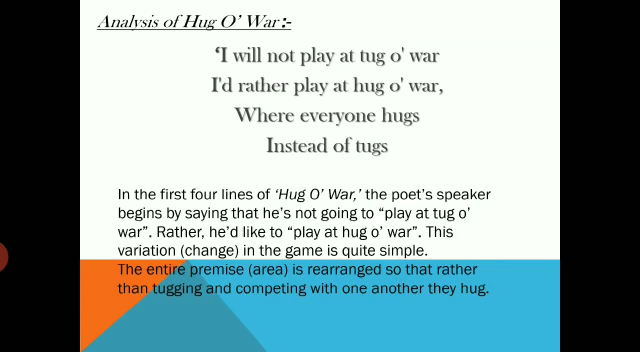 Analysis of Hug O' War:-
‘I will not play at tug o' war
I'd rather play at hug o' war,
Where everyone hugs
Instead of tugs
In the first four lines of ‘Hug O’ War,’ the poet’s speaker
begins by saying that he’s not going to “play at tug o’
war”. Rather, he’d like to “play at hug o’ war”. This
variation (change) in the game is quite simple.
The entire premise (area) is rearranged so that rather
than tugging and competing with one another they hug.